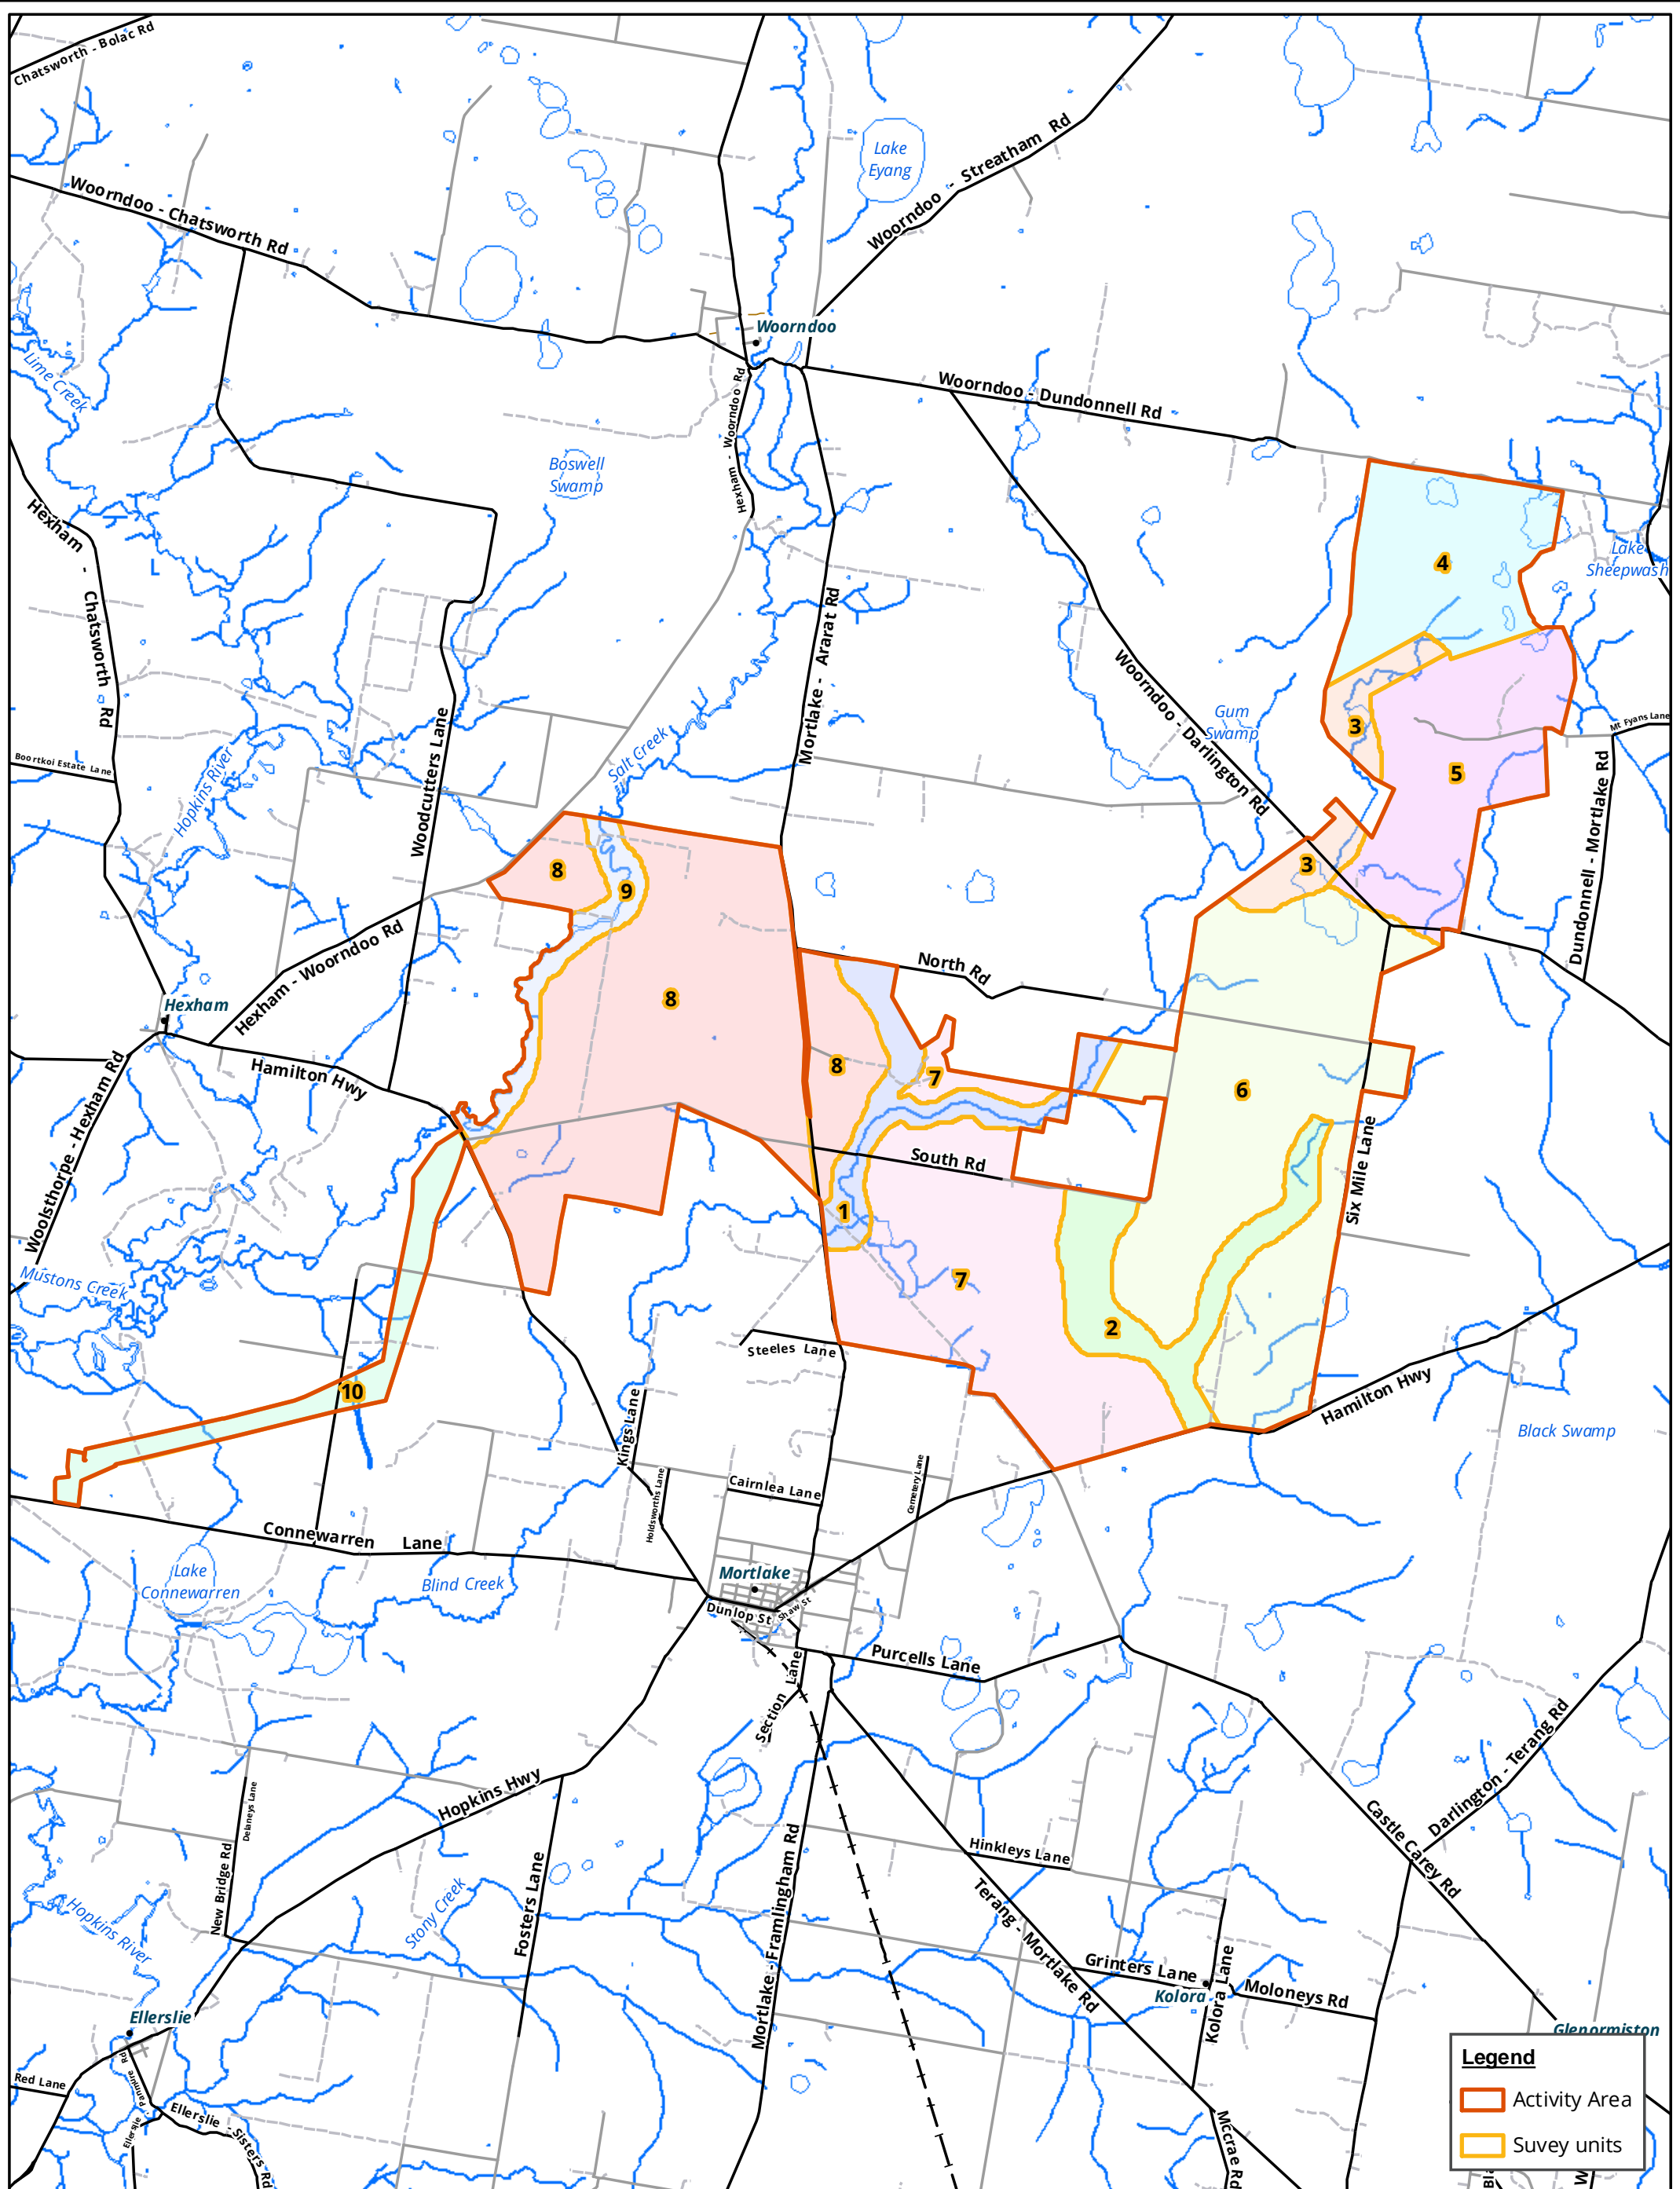 Chatsworth - Bolac Rd
Woorndoo - Chatsworth Rd
Lake
Eyang
Woorndoo - Streatham Rd
Woorndoo
Lime Creek
Hexham - Woorndoo Rd
Woorndoo - Dundonnell Rd
Boswell
Swamp
Hexham - Chatsworth Rd
Lake
Sheepwash
4
Mortlake - Ararat Rd
Woorndoo - Darlington Rd
Gum
Swamp
3
5
Mt Fyans Lane
Boortkoi Estate Lane
Hopkins River
Woodcutters Lane
Salt Creek
Dundonnell - Mortlake Rd
8
9
3
Hexham - Woorndoo Rd
North Rd
Hexham
8
8
7
6
Hamilton Hwy
Woolsthorpe - Hexham Rd
South Rd
Six Mile Lane
1
Mustons Creek
7
2
Steeles Lane
10
Kings Lane
Hamilton Hwy
Black Swamp
Cairnlea Lane
Cemetery Lane
Holdsworths Lane
Connewarren Lane
Lake
Connewarren
Blind Creek
Mortlake
Dunlop St
Shaw St
Purcells Lane
Section Lane
Hopkins Hwy
Delaneys Lane
New Bridge Rd
Darlington - Terang Rd
Castle Carey Rd
Hinkleys Lane
Hopkins River
Stony Creek
Fosters Lane
Mortlake - Framlingham Rd
Terang - Mortlake Rd
Grinters Lane
Kolora
Kolora Lane
Moloneys Rd
Ellerslie
Glenormiston
Red Lane
Ellerslie - Panmure Rd
Ellerslie - Sisters Rd
Mccrae Rd
Legend
Activity Area
Suvey units